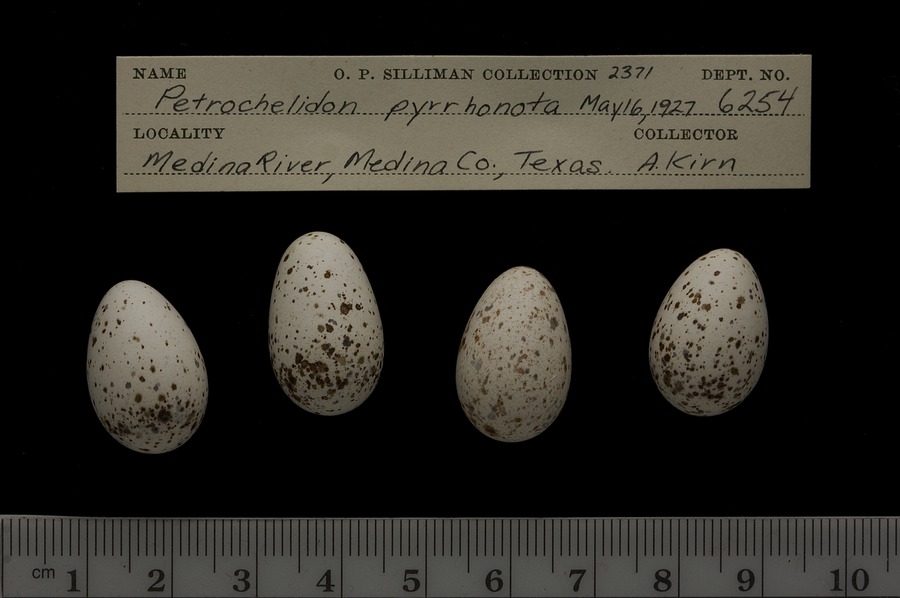 NAME O. P. SILLIMAN COLLECTION 2371 DEPT. NO.
Petrochelidon pyrrhonota May 16, 1927 6254
LOCALITY COLLECTOR
Medina River, Medina Co., Texas. A. Kirn
cm 1 2 3 4 5 6 7 8 9 10